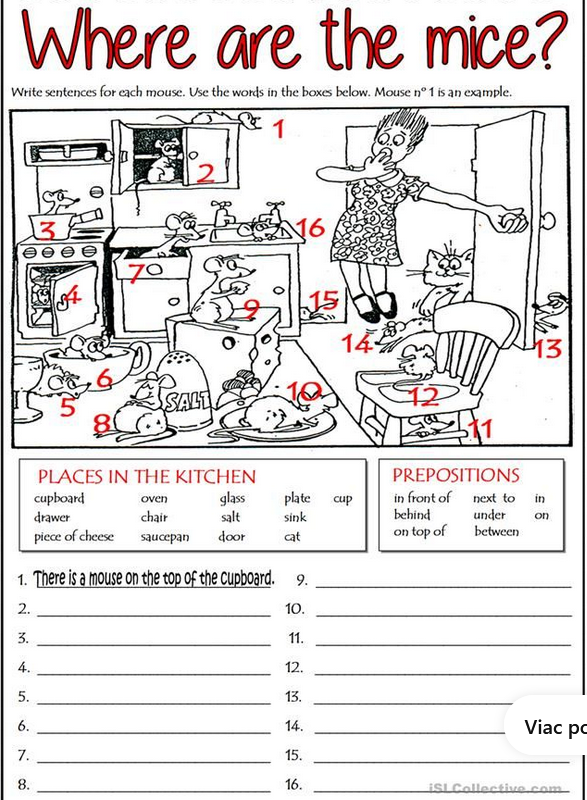 Where are the mice?
Write sentences for each mouse. Use the words in the boxes below. Mouse nº 1 is an example.
1
2
3
16
7
4
9
15
14
13
6
5
SALT
10
12
8
11
PLACES IN THE KITCHEN
cupboard oven glass plate cup
drawer chair salt sink
piece of cheese saucepan door cat
PREPOSITIONS
in front of next to in
behind under on
on top of between
1. There is a mouse on the top of the cupboard.
2.
3.
4.
5.
6.
7.
8.
9.
10.
11.
12.
13.
14.
15.
16.
Viac
iSLCollective.com